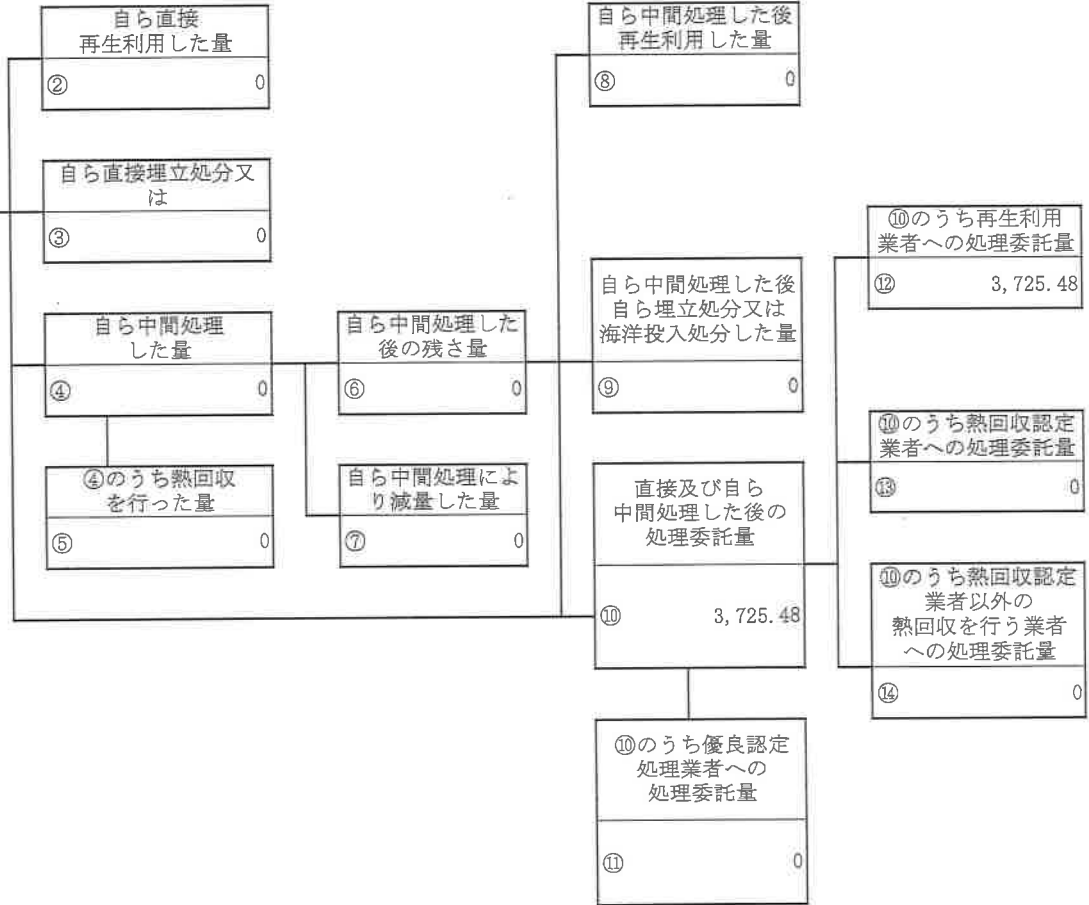 自ら直接
再生利用した量
② 0
自ら直接埋立処分又
は
③ 0
自ら中間処理
した量
④ 0
④のうち熱回収
を行った量
⑤ 0
自ら中間処理した
後の残さ量
⑥ 0
自ら中間処理によ
り減量した量
⑦ 0
自ら中間処理した後
再生利用した量
⑧ 0
自ら中間処理した後
自ら埋立処分又は
海洋投入処分した量
⑨ 0
直接及び自ら
中間処理した後の
処理委託量
⑩ 3,725.48
⑩のうち優良認定
処理業者への
処理委託量
⑪ 0
⑩のうち再生利用
業者への処理委託量
⑫ 3,725.48
⑩のうち熱回収認定
業者への処理委託量
⑬ 0
⑩のうち熱回収認定
業者以外の
熱回収を行う業者
への処理委託量
⑭ 0